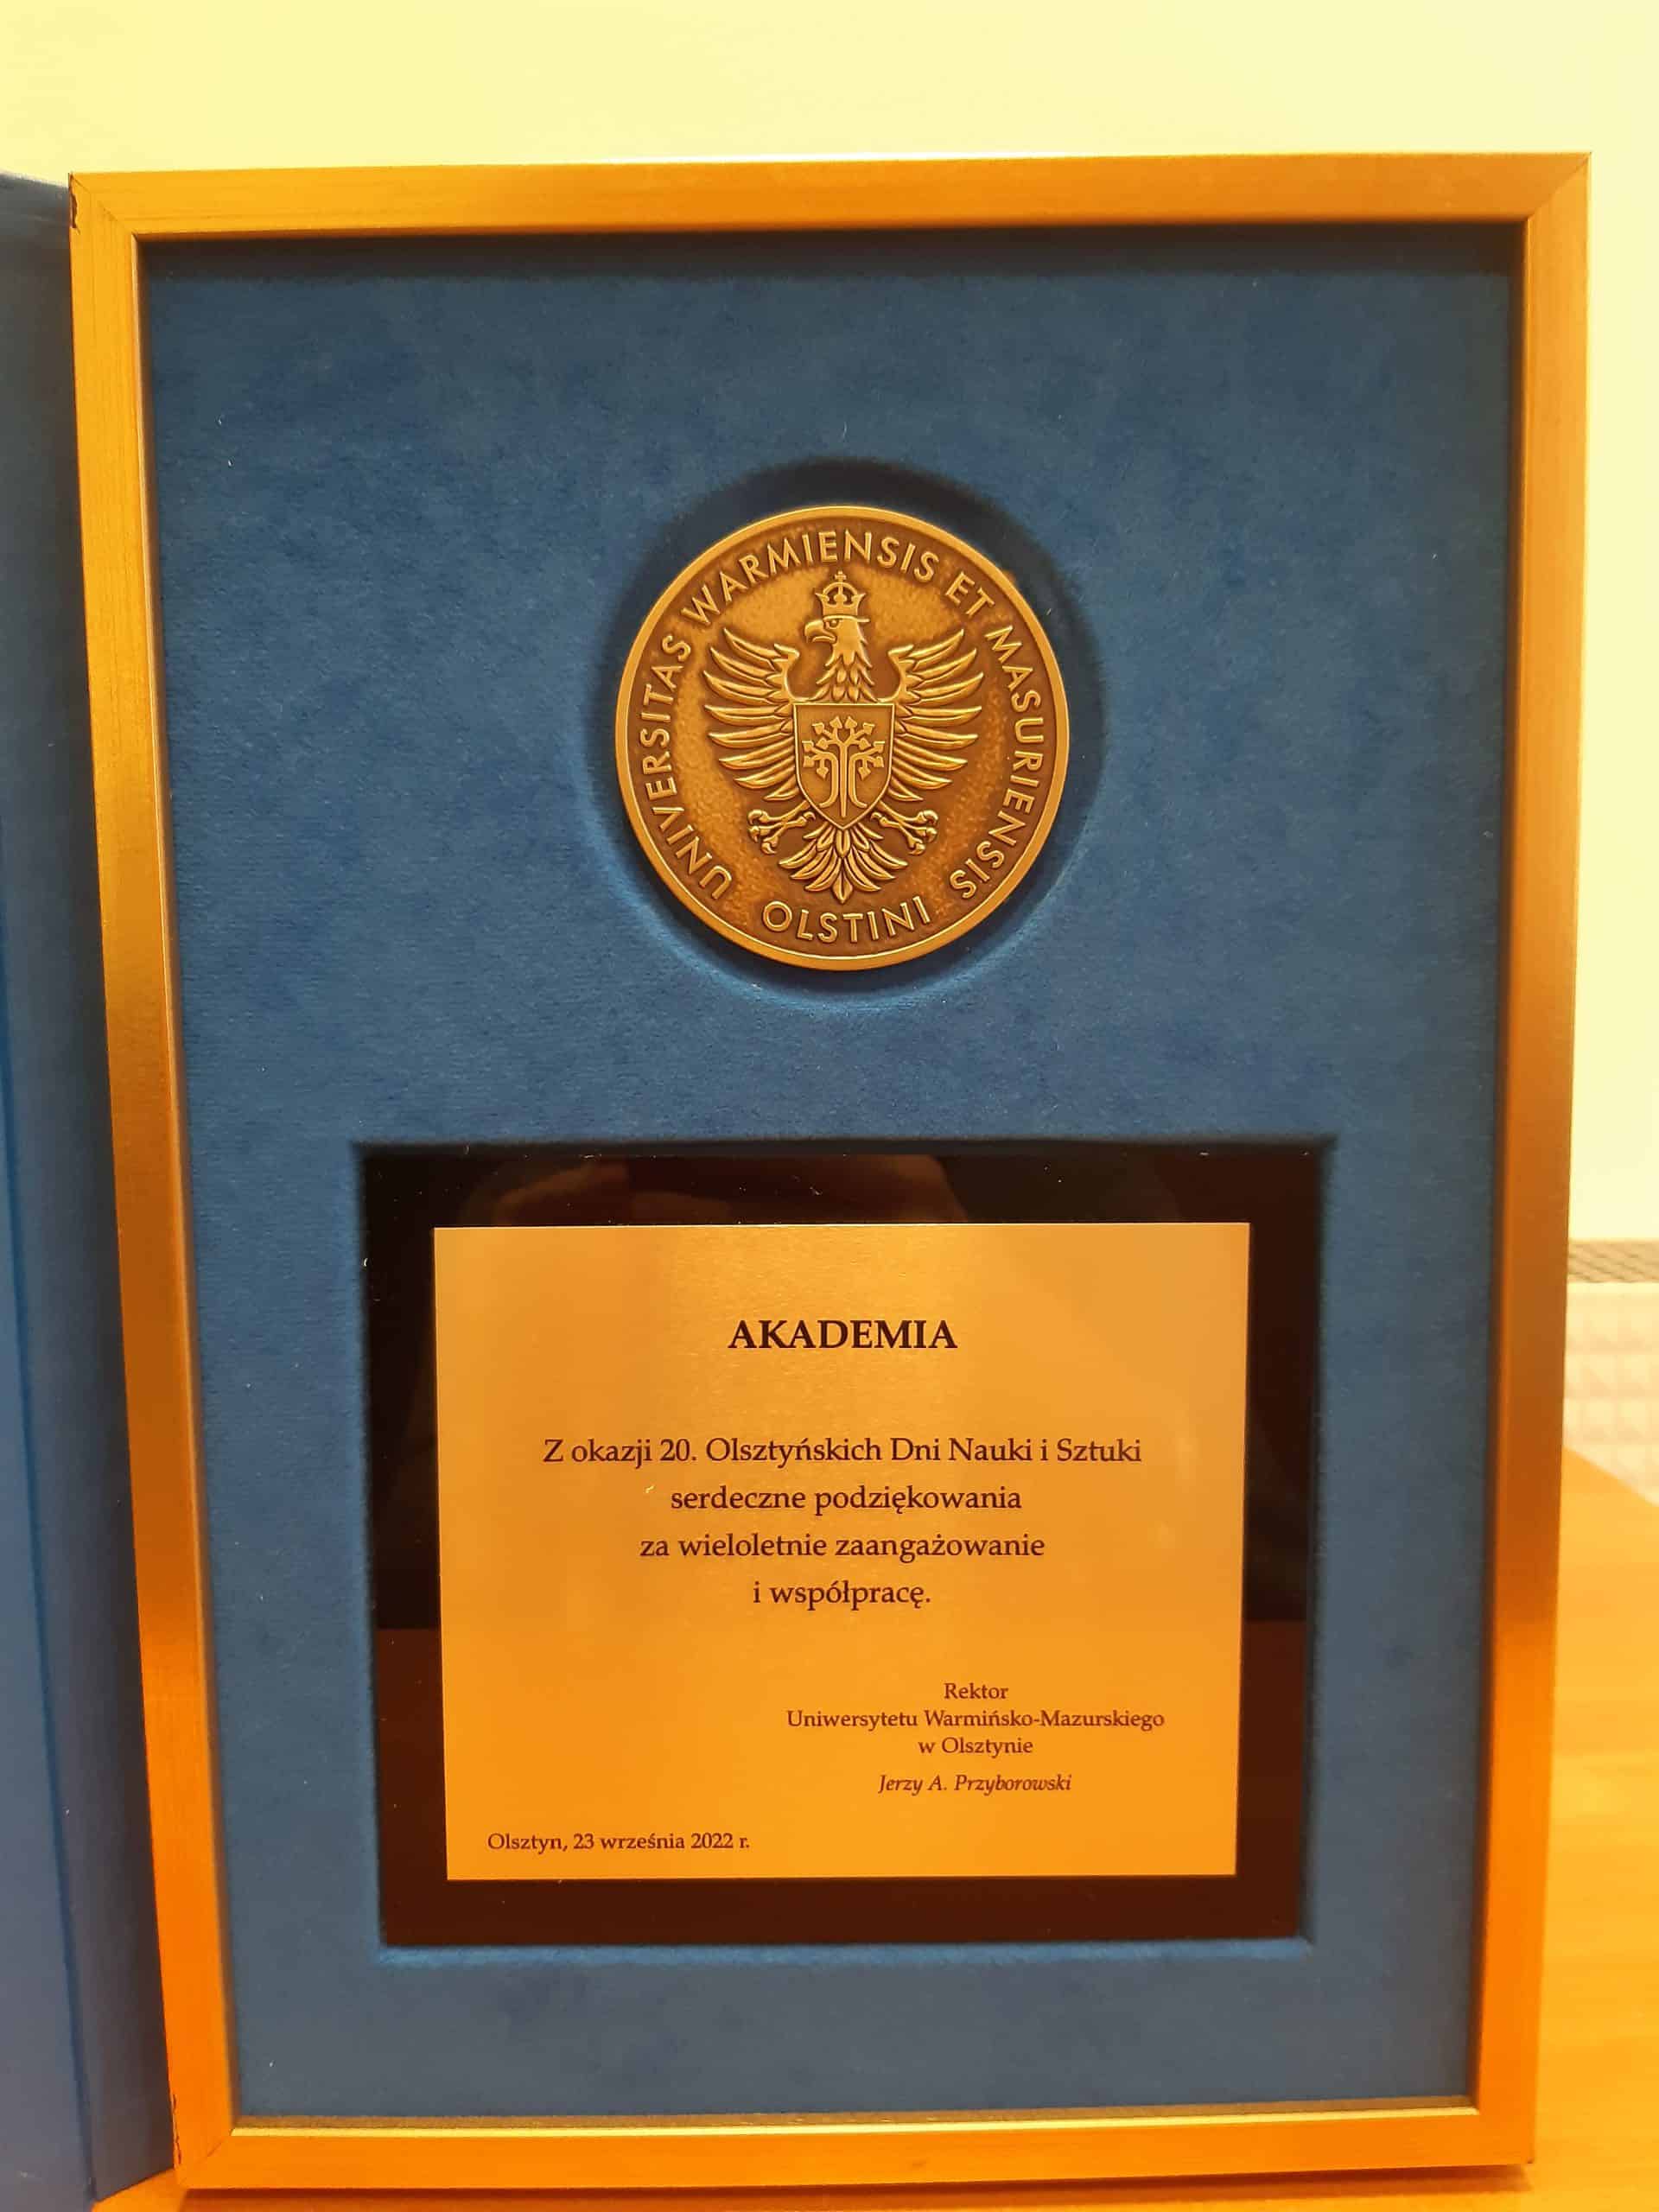 UNIVERSITAS WARMIENSIS ET MASURIENSIS
OLSTINI
AKADEMIA
Z okazji 20. Olsztyńskich Dni Nauki i Sztuki
serdeczne podziękowania
za wieloletnie zaangażowanie
i współpracę.
Rektor
Uniwersytetu Warmińsko-Mazurskiego
w Olsztynie
Jerzy A. Przyborowski
Olsztyn, 23 września 2022 r.